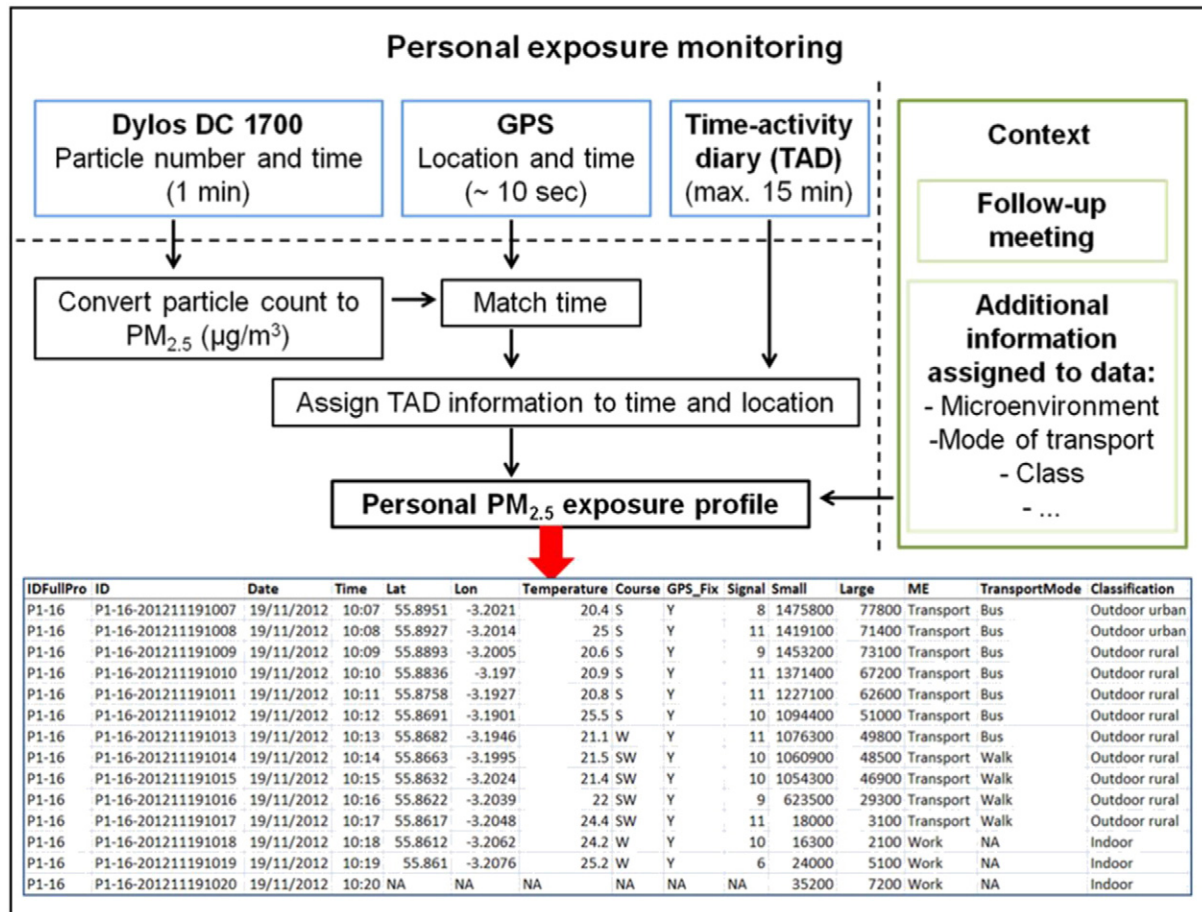 Personal exposure monitoring
Dylos DC 1700
Particle number and time
(1 min)
GPS
Location and time
(~ 10 sec)
Time-activity
diary (TAD)
(max. 15 min)
Context
Follow-up
meeting
Additional
information
assigned to data:
- Microenvironment
-Mode of transport
- Class
- ...
Convert particle count to
PM2.5 (µg/m³)
Match time
Assign TAD information to time and location
Personal PM2.5 exposure profile
IDFullPro ID Date Time Lat Lon Temperature Course GPS_Fix Signal Small Large ME TransportMode Classification
P1-16 P1-16-201211191007 19/11/2012 10:07 55.8951 -3.2021 20.4 S Y 8 1475800 77800 Transport Bus Outdoor urban
P1-16 P1-16-201211191008 19/11/2012 10:08 55.8927 -3.2014 25 S Y 11 1419100 71400 Transport Bus Outdoor urban
P1-16 P1-16-201211191009 19/11/2012 10:09 55.8893 -3.2005 20.6 S Y 9 1453200 73100 Transport Bus Outdoor rural
P1-16 P1-16-201211191010 19/11/2012 10:10 55.8836 -3.197 20.9 S Y 11 1371400 67200 Transport Bus Outdoor rural
P1-16 P1-16-201211191011 19/11/2012 10:11 55.8758 -3.1927 20.8 S Y 11 1227100 62600 Transport Bus Outdoor rural
P1-16 P1-16-201211191012 19/11/2012 10:12 55.8691 -3.1901 25.5 S Y 10 1094400 51000 Transport Bus Outdoor rural
P1-16 P1-16-201211191013 19/11/2012 10:13 55.8682 -3.1946 21.1 W Y 11 1076300 49800 Transport Bus Outdoor rural
P1-16 P1-16-201211191014 19/11/2012 10:14 55.8663 -3.1995 21.5 SW Y 10 1060900 48500 Transport Walk Outdoor rural
P1-16 P1-16-201211191015 19/11/2012 10:15 55.8632 -3.2024 21.4 SW Y 10 1054300 46900 Transport Walk Outdoor rural
P1-16 P1-16-201211191016 19/11/2012 10:16 55.8622 -3.2039 22 SW Y 9 623500 29300 Transport Walk Outdoor rural
P1-16 P1-16-201211191017 19/11/2012 10:17 55.8617 -3.2048 24.4 SW Y 11 18000 3100 Transport Walk Outdoor rural
P1-16 P1-16-201211191018 19/11/2012 10:18 55.8612 -3.2062 24.2 W Y 10 16300 2100 Work NA Indoor
P1-16 P1-16-201211191019 19/11/2012 10:19 55.861 -3.2076 25.2 W Y 6 24000 5100 Work NA Indoor
P1-16 P1-16-201211191020 19/11/2012 10:20 NA NA NA NA NA NA 35200 7200 Work NA Indoor